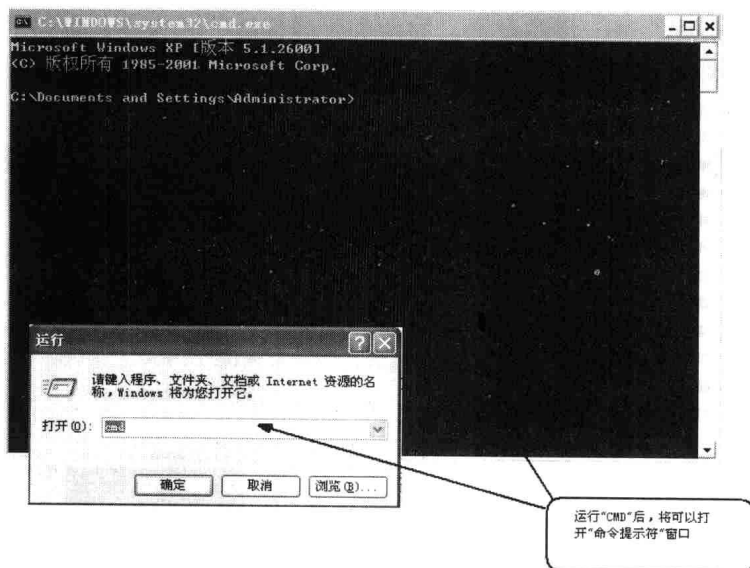 C:\WINDOWS\system32\cmd.exe
Microsoft Windows XP [版本 5.1.2600]
(C) 版权所有 1985-2001 Microsoft Corp.
C:\Documents and Settings\Administrator>
运行
请键入程序、文件夹、文档或 Internet 资源的名
称，Windows 将为您打开它。
打开(O): cmd
确定 取消 浏览(B)...
运行"CMD"后，将可以打
开"命令提示符"窗口